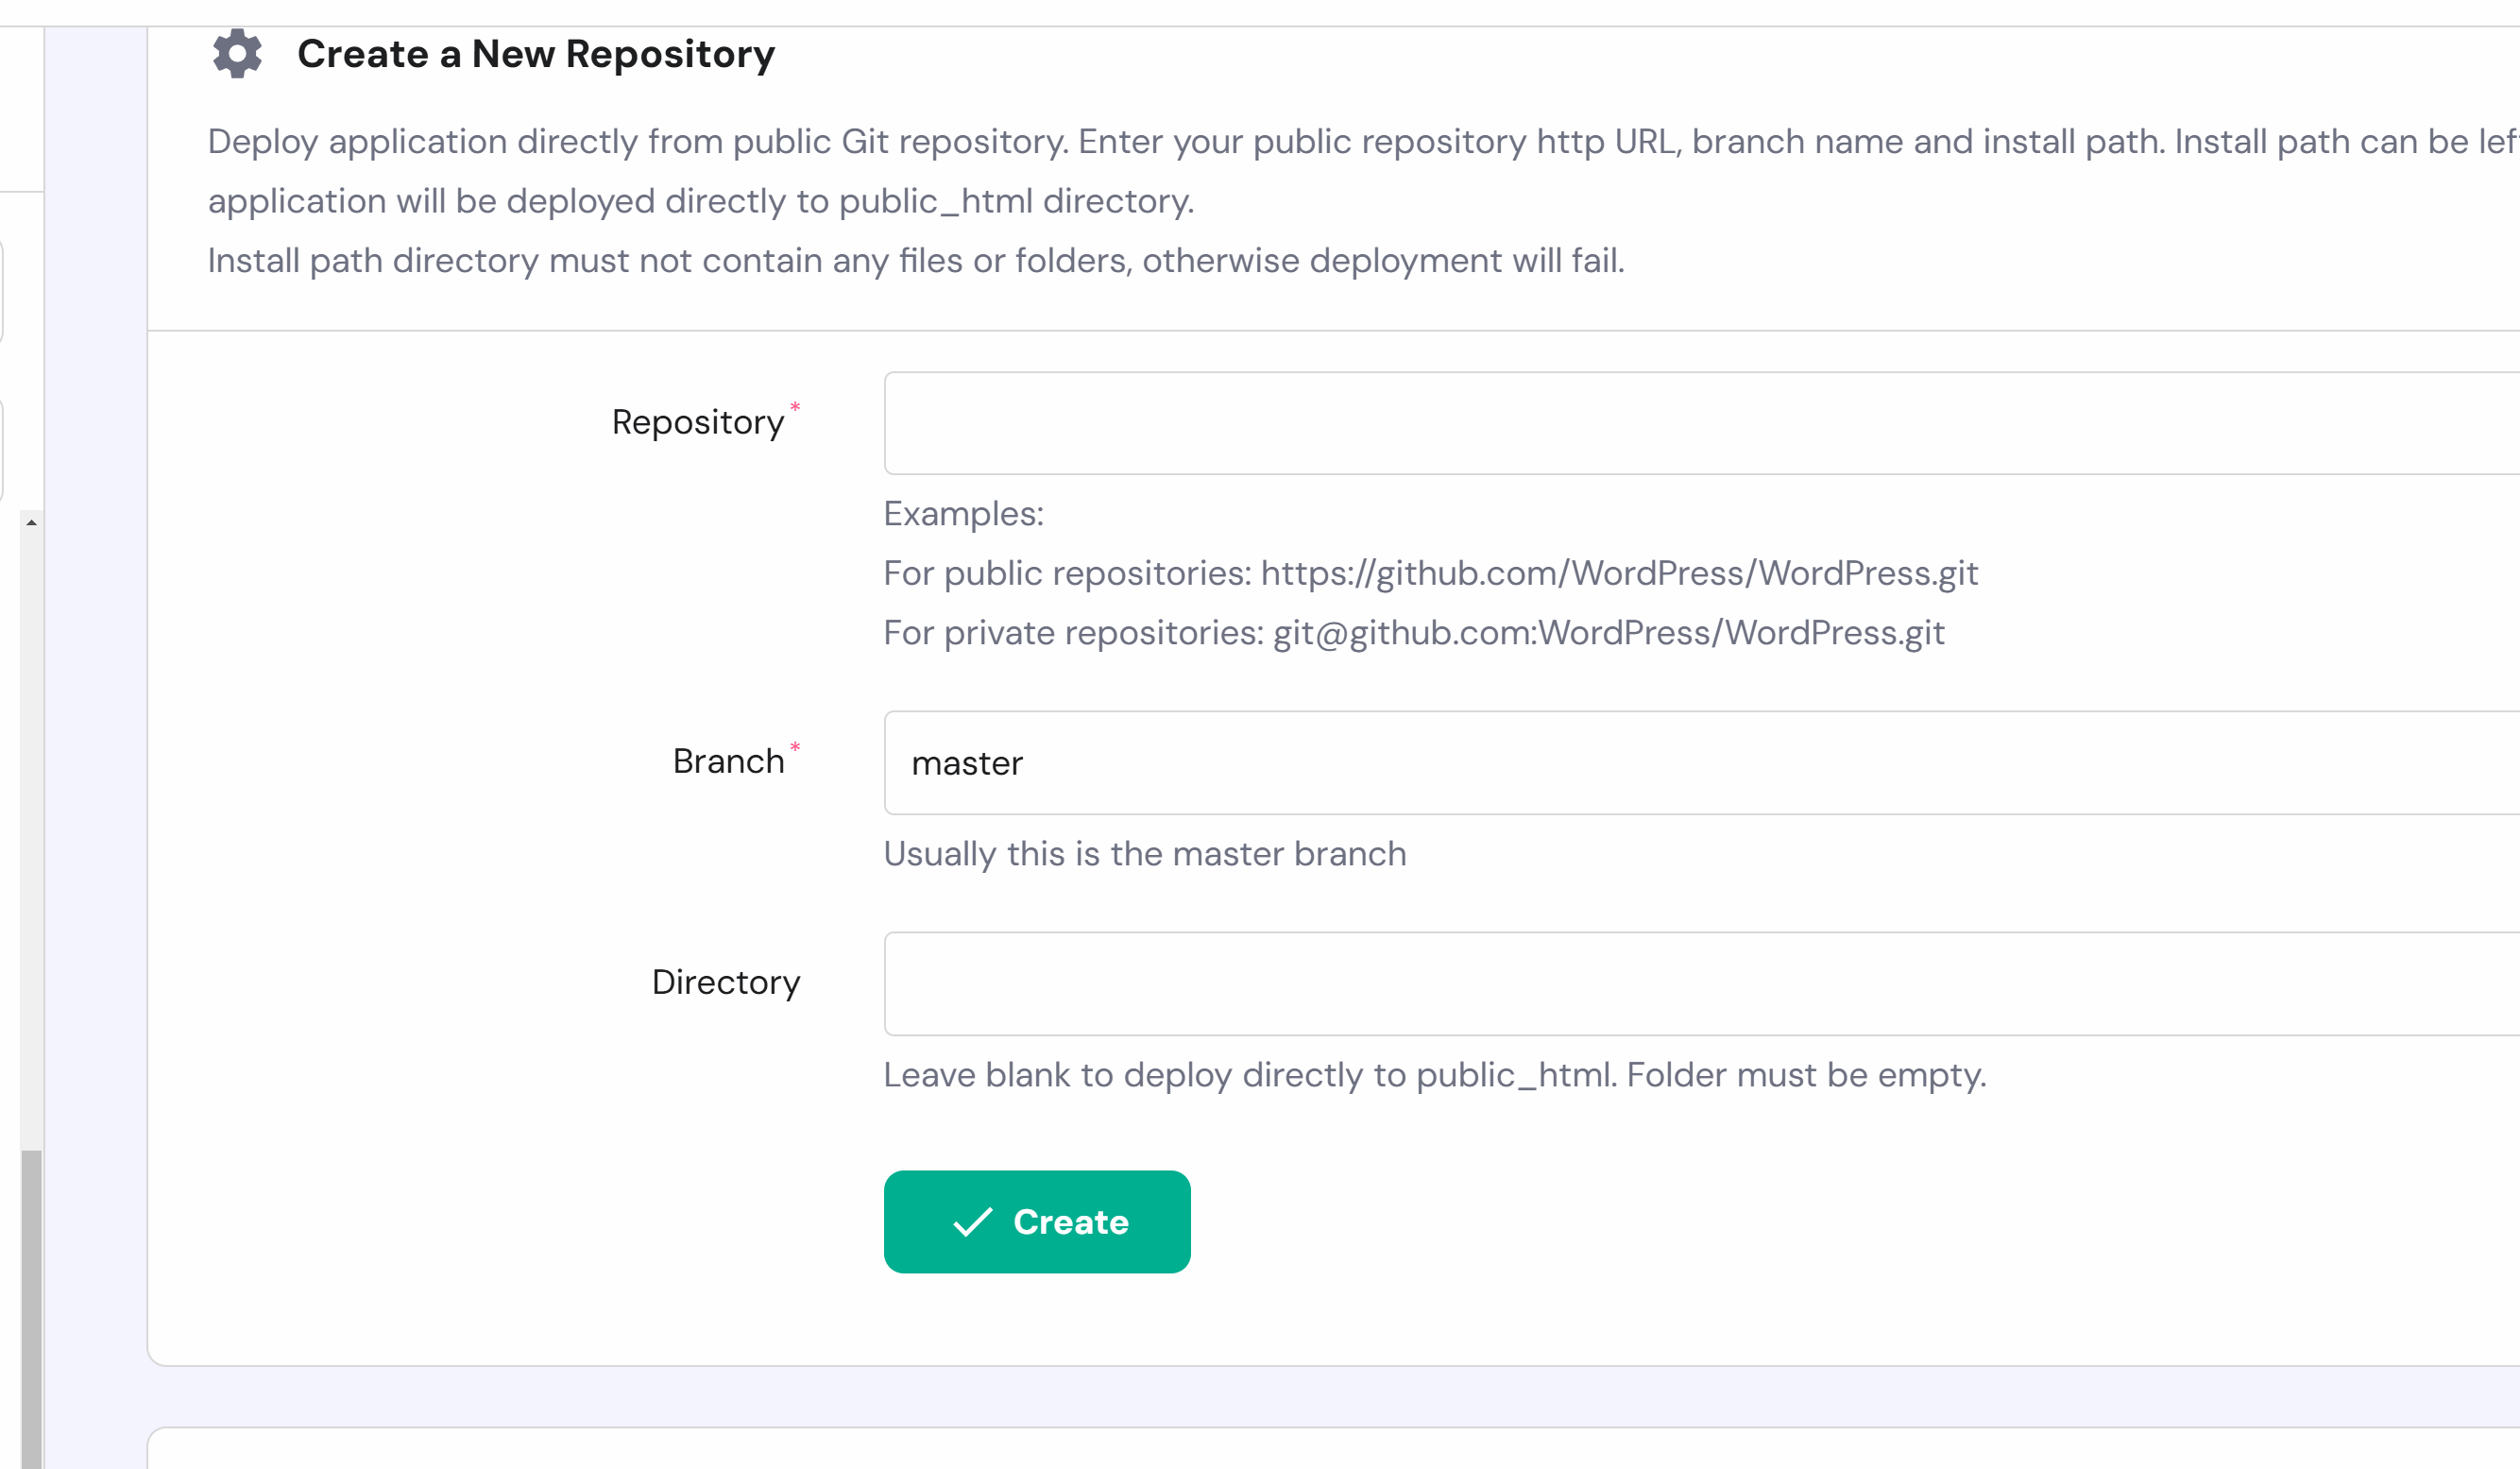 Create a New Repository
Deploy application directly from public Git repository. Enter your public repository http URL, branch name and install path. Install path can be left
application will be deployed directly to public_html directory.
Install path directory must not contain any files or folders, otherwise deployment will fail.
Repository*
Examples:
For public repositories: https://github.com/WordPress/WordPress.git
For private repositories: git@github.com:WordPress/WordPress.git
Branch*
master
Usually this is the master branch
Directory
Leave blank to deploy directly to public_html. Folder must be empty.
Create